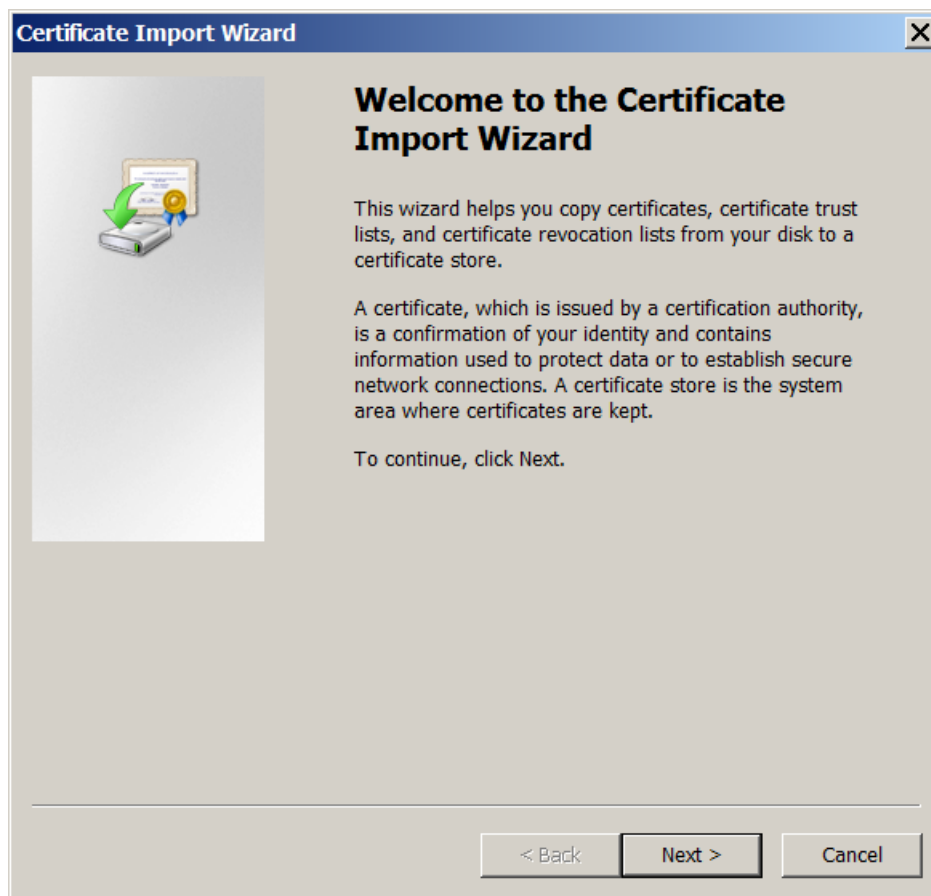 Certificate Import Wizard
Welcome to the Certificate
Import Wizard
This wizard helps you copy certificates, certificate trust
lists, and certificate revocation lists from your disk to a
certificate store.
A certificate, which is issued by a certification authority,
is a confirmation of your identity and contains
information used to protect data or to establish secure
network connections. A certificate store is the system
area where certificates are kept.
To continue, click Next.
< Back
Next >
Cancel